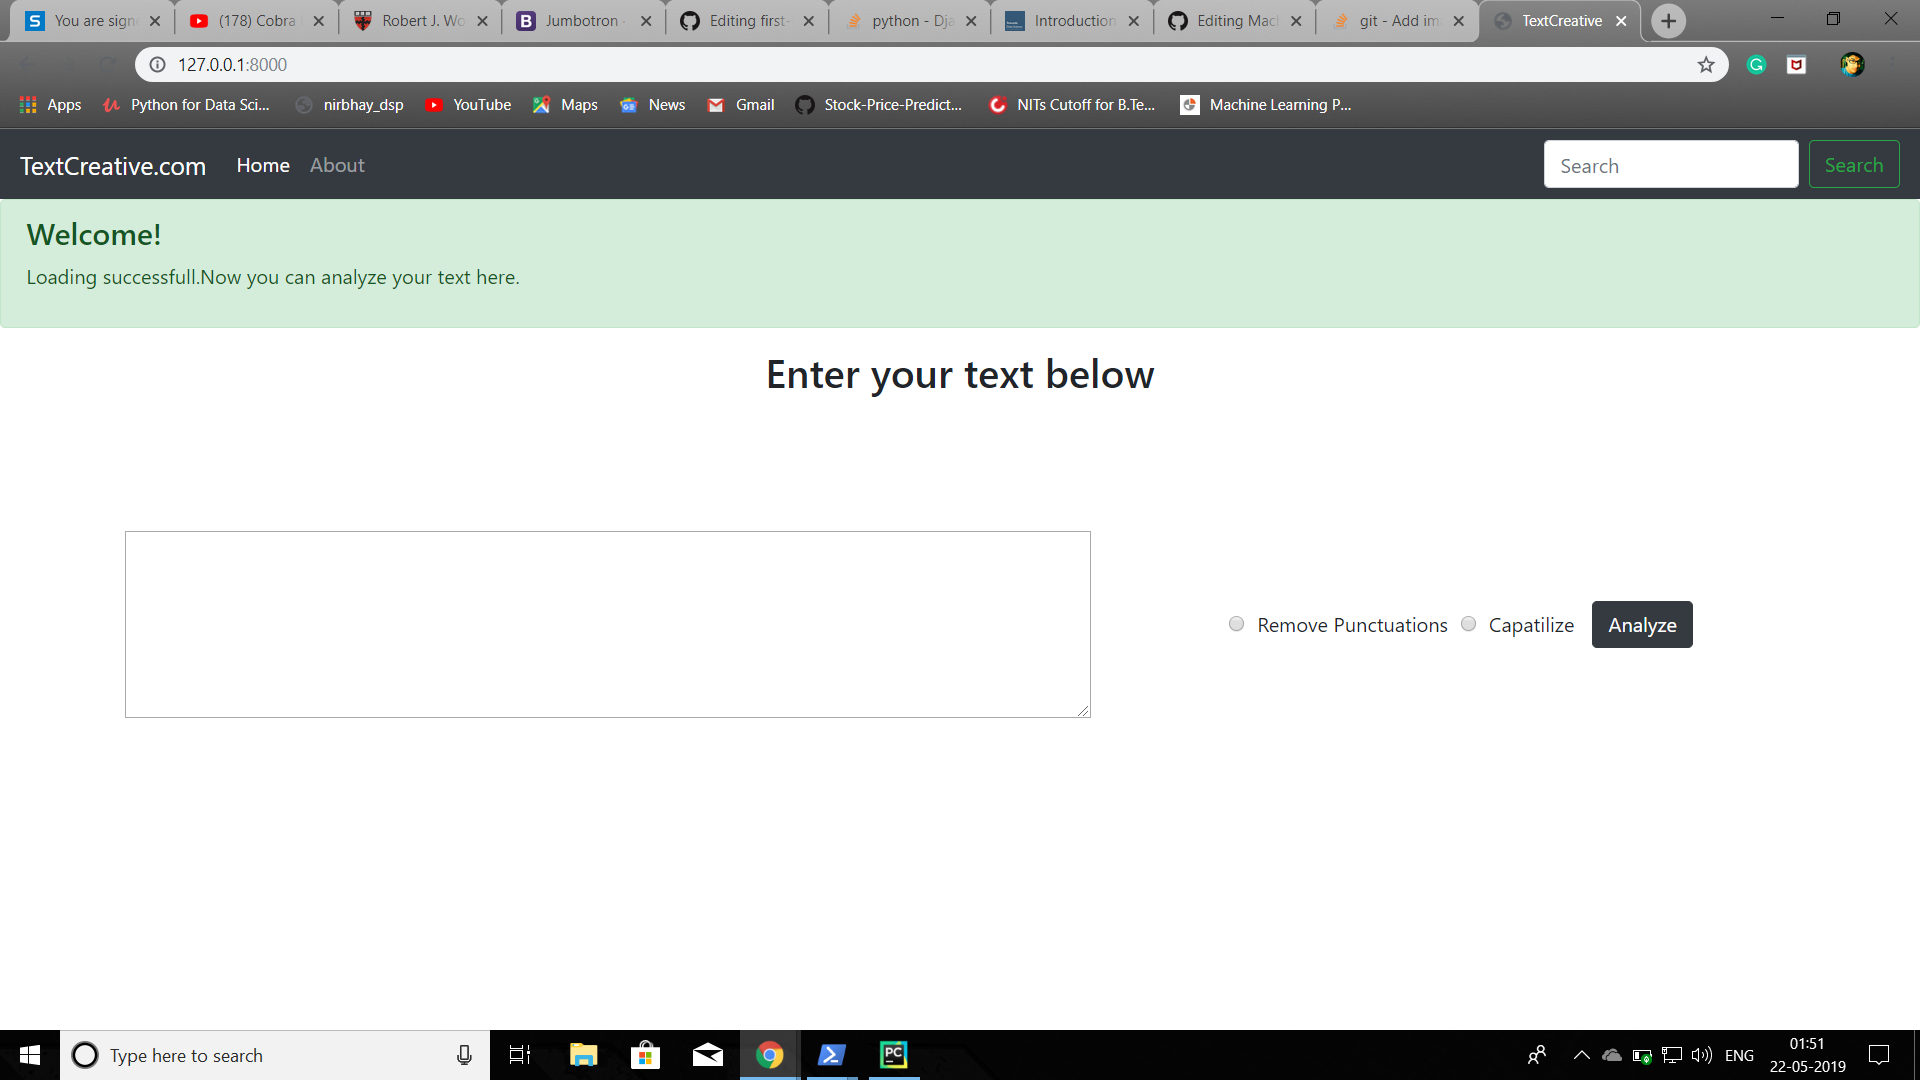 You are sign
(178) Cobra
Robert J. Wo
Jumbotron
Editing first-
python - Dja
Introduction
Editing Mac
git - Add im
TextCreative
127.0.0.1:8000
Apps
Python for Data Sci...
nirbhay_dsp
YouTube
Maps
News
Gmail
Stock-Price-Predict...
NITs Cutoff for B.Te...
Machine Learning P...
TextCreative.com
Home
About
Search
Search
Welcome!
Loading successfull.Now you can analyze your text here.
Enter your text below
Remove Punctuations
Capatilize
Analyze
Type here to search
ENG
01:51
22-05-2019